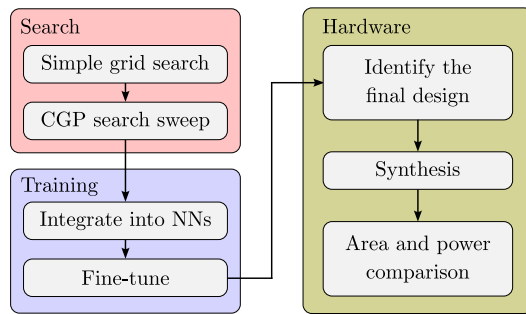 Search
Simple grid search
CGP search sweep
Training
Integrate into NNs
Fine-tune
Hardware
Identify the
final design
Synthesis
Area and power
comparison